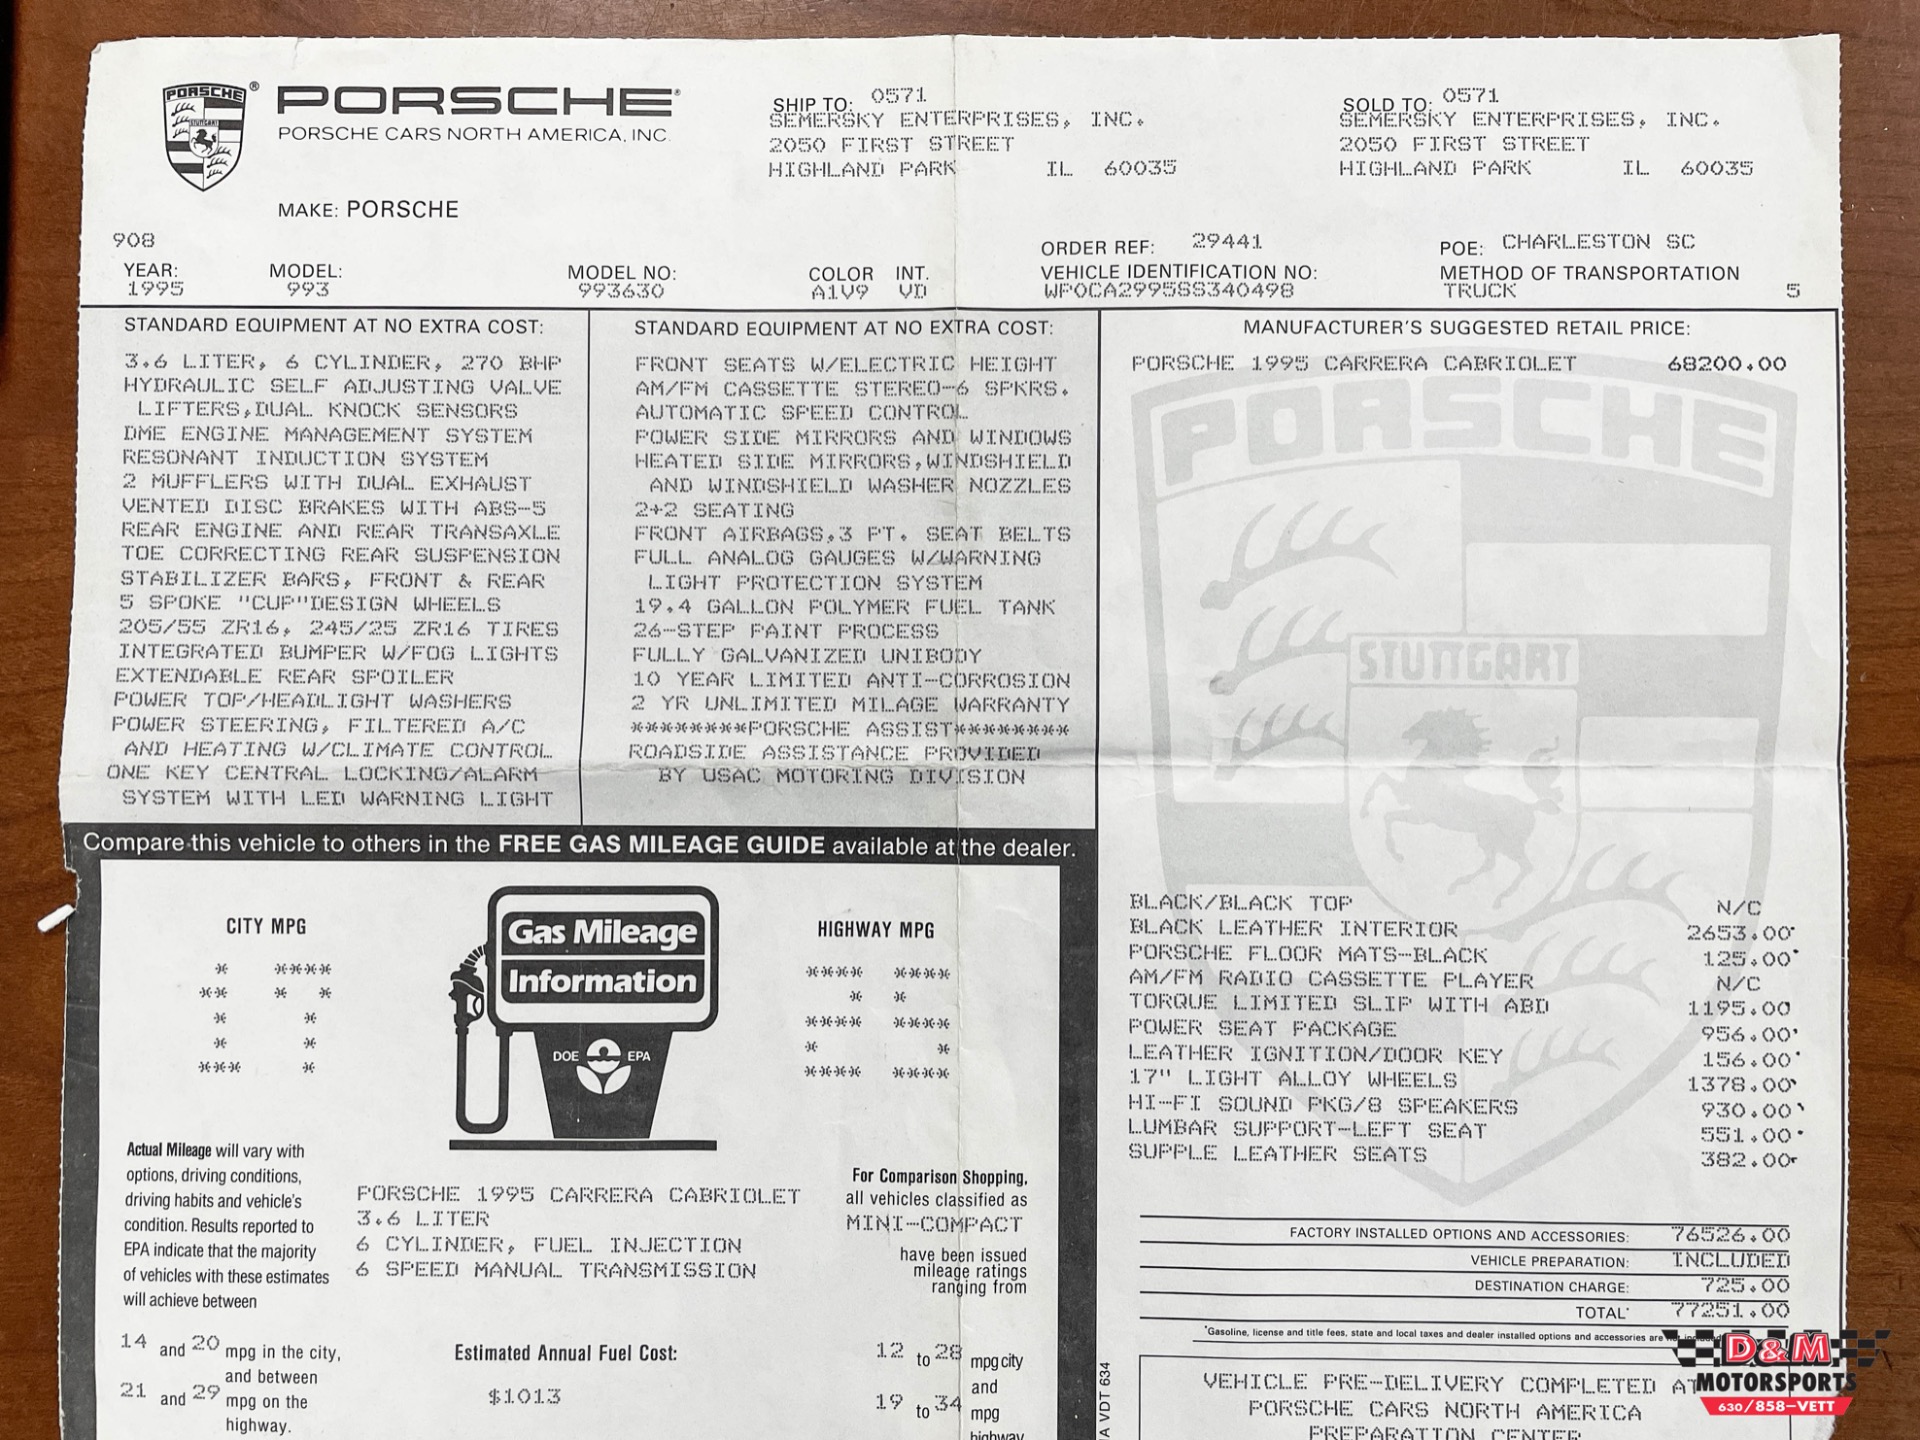 PORSCHE
STUTTGART
PORSCHE®
PORSCHE CARS NORTH AMERICA, INC.
MAKE: PORSCHE
SHIP TO: 0571
SEMERSKY ENTERPRISES, INC.
2050 FIRST STREET
HIGHLAND PARK IL 60035
SOLD TO: 0571
SEMERSKY ENTERPRISES, INC.
2050 FIRST STREET
HIGHLAND PARK IL 60035
908
ORDER REF: 29441
POE: CHARLESTON SC
YEAR: MODEL: MODEL NO: COLOR INT. VEHICLE IDENTIFICATION NO: METHOD OF TRANSPORTATION
1995 993 993630 A1V9 VD WP0CA2995SS340498 TRUCK 5
STANDARD EQUIPMENT AT NO EXTRA COST:
3.6 LITER, 6 CYLINDER, 270 BHP
HYDRAULIC SELF ADJUSTING VALVE
LIFTERS,DUAL KNOCK SENSORS
DME ENGINE MANAGEMENT SYSTEM
RESONANT INDUCTION SYSTEM
2 MUFFLERS WITH DUAL EXHAUST
VENTED DISC BRAKES WITH ABS-5
REAR ENGINE AND REAR TRANSAXLE
TOE CORRECTING REAR SUSPENSION
STABILIZER BARS, FRONT & REAR
5 SPOKE "CUP"DESIGN WHEELS
205/55 ZR16, 245/25 ZR16 TIRES
INTEGRATED BUMPER W/FOG LIGHTS
EXTENDABLE REAR SPOILER
POWER TOP/HEADLIGHT WASHERS
POWER STEERING, FILTERED A/C
AND HEATING W/CLIMATE CONTROL
ONE KEY CENTRAL LOCKING/ALARM
SYSTEM WITH LED WARNING LIGHT
STANDARD EQUIPMENT AT NO EXTRA COST:
FRONT SEATS W/ELECTRIC HEIGHT
AM/FM CASSETTE STEREO-6 SPKRS.
AUTOMATIC SPEED CONTROL
POWER SIDE MIRRORS AND WINDOWS
HEATED SIDE MIRRORS,WINDSHIELD
AND WINDSHIELD WASHER NOZZLES
2+2 SEATING
FRONT AIRBAGS,3 PT. SEAT BELTS
FULL ANALOG GAUGES W/WARNING
LIGHT PROTECTION SYSTEM
19.4 GALLON POLYMER FUEL TANK
26-STEP PAINT PROCESS
FULLY GALVANIZED UNIBODY
10 YEAR LIMITED ANTI-CORROSION
2 YR UNLIMITED MILAGE WARRANTY
********PORSCHE ASSIST********
ROADSIDE ASSISTANCE PROVIDED
BY USAC MOTORING DIVISION
MANUFACTURER'S SUGGESTED RETAIL PRICE:
PORSCHE 1995 CARRERA CABRIOLET 68200.00
PORSCHE
STUTTGART
BLACK/BLACK TOP N/C
BLACK LEATHER INTERIOR 2653.00*
PORSCHE FLOOR MATS-BLACK 125.00*
AM/FM RADIO CASSETTE PLAYER N/C
TORQUE LIMITED SLIP WITH ABD 1195.00
POWER SEAT PACKAGE 956.00*
LEATHER IGNITION/DOOR KEY 156.00*
17" LIGHT ALLOY WHEELS 1378.00*
HI-FI SOUND PKG/8 SPEAKERS 930.00*
LUMBAR SUPPORT-LEFT SEAT 551.00*
SUPPLE LEATHER SEATS 382.00*
FACTORY INSTALLED OPTIONS AND ACCESSORIES: 76526.00
VEHICLE PREPARATION: INCLUDED
DESTINATION CHARGE: 725.00
TOTAL* 77251.00
*Gasoline, license and title fees, state and local taxes and dealer installed options and accessories are not included
VEHICLE PRE-DELIVERY COMPLETED AT
PORSCHE CARS NORTH AMERICA
PREPARATION CENTER
Compare this vehicle to others in the FREE GAS MILEAGE GUIDE available at the dealer.
CITY MPG
Gas Mileage
Information
DOE EPA
HIGHWAY MPG
Actual Mileage will vary with
options, driving conditions,
driving habits and vehicle's
condition. Results reported to
EPA indicate that the majority
of vehicles with these estimates
will achieve between
14 and 20 mpg in the city,
and between
21 and 29 mpg on the
highway.
PORSCHE 1995 CARRERA CABRIOLET
3.6 LITER
6 CYLINDER, FUEL INJECTION
6 SPEED MANUAL TRANSMISSION
Estimated Annual Fuel Cost:
$1013
For Comparison Shopping,
all vehicles classified as
MINI-COMPACT
have been issued
mileage ratings
ranging from
12 to 28 mpg city
and
19 to 34 mpg
highway
VDT 634
D&M
MOTORSPORTS
630/858-VETT